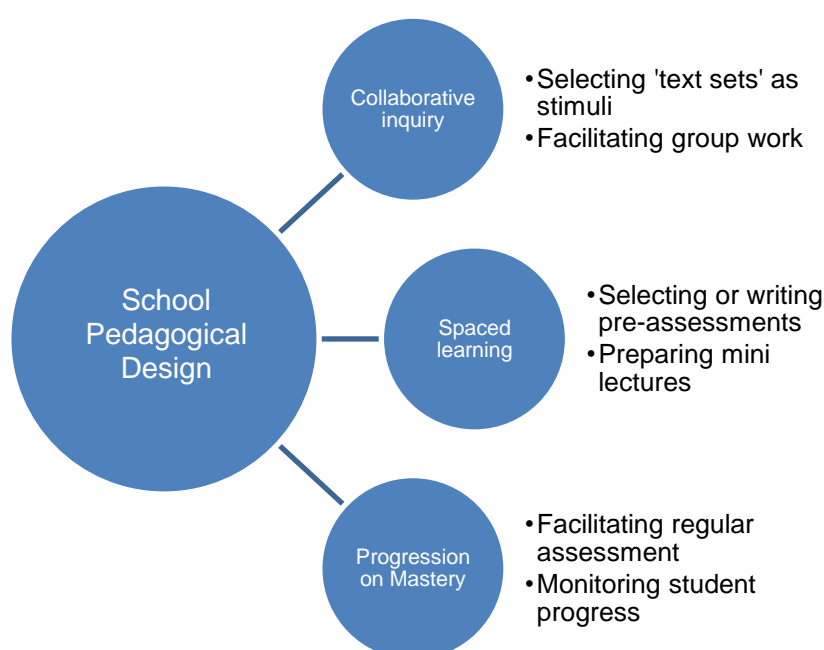 Collaborative
inquiry
•Selecting 'text sets' as
stimuli
•Facilitating group work
School
Pedagogical
Design
Spaced
learning
•Selecting or writing
pre-assessments
•Preparing mini
lectures
Progression
on Mastery
•Facilitating regular
assessment
•Monitoring student
progress